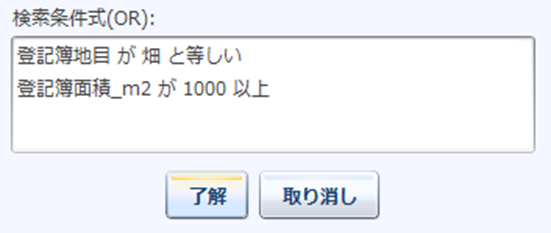 検索条件式(OR):
登記簿地目 が 畑 と等しい
登記簿面積_m2 が 1000 以上
了解
取り消し